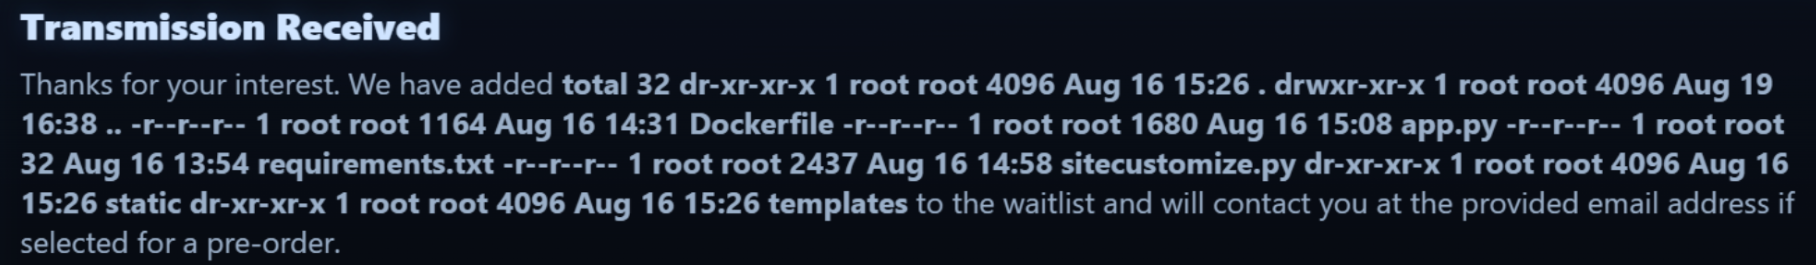 Transmission Received
Thanks for your interest. We have added total 32 dr-xr-xr-x 1 root root 4096 Aug 16 15:26 . drwxr-xr-x 1 root root 4096 Aug 19
16:38 .. -r--r--r-- 1 root root 1164 Aug 16 14:31 Dockerfile -r--r--r-- 1 root root 1680 Aug 16 15:08 app.py -r--r--r-- 1 root root
32 Aug 16 13:54 requirements.txt -r--r--r-- 1 root root 2437 Aug 16 14:58 sitecustomize.py dr-xr-xr-x 1 root root 4096 Aug 16
15:26 static dr-xr-xr-x 1 root root 4096 Aug 16 15:26 templates to the waitlist and will contact you at the provided email address if
selected for a pre-order.